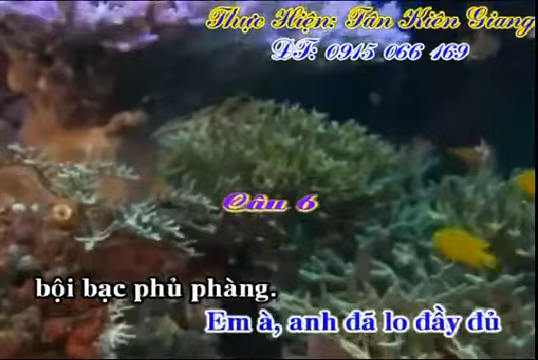 Thực Hiện: Tân Kiên Giang
ĐT: 0915 066 469
Câu 6
bội bạc phủ phàng.
Em à, anh đã lo đầy đủ